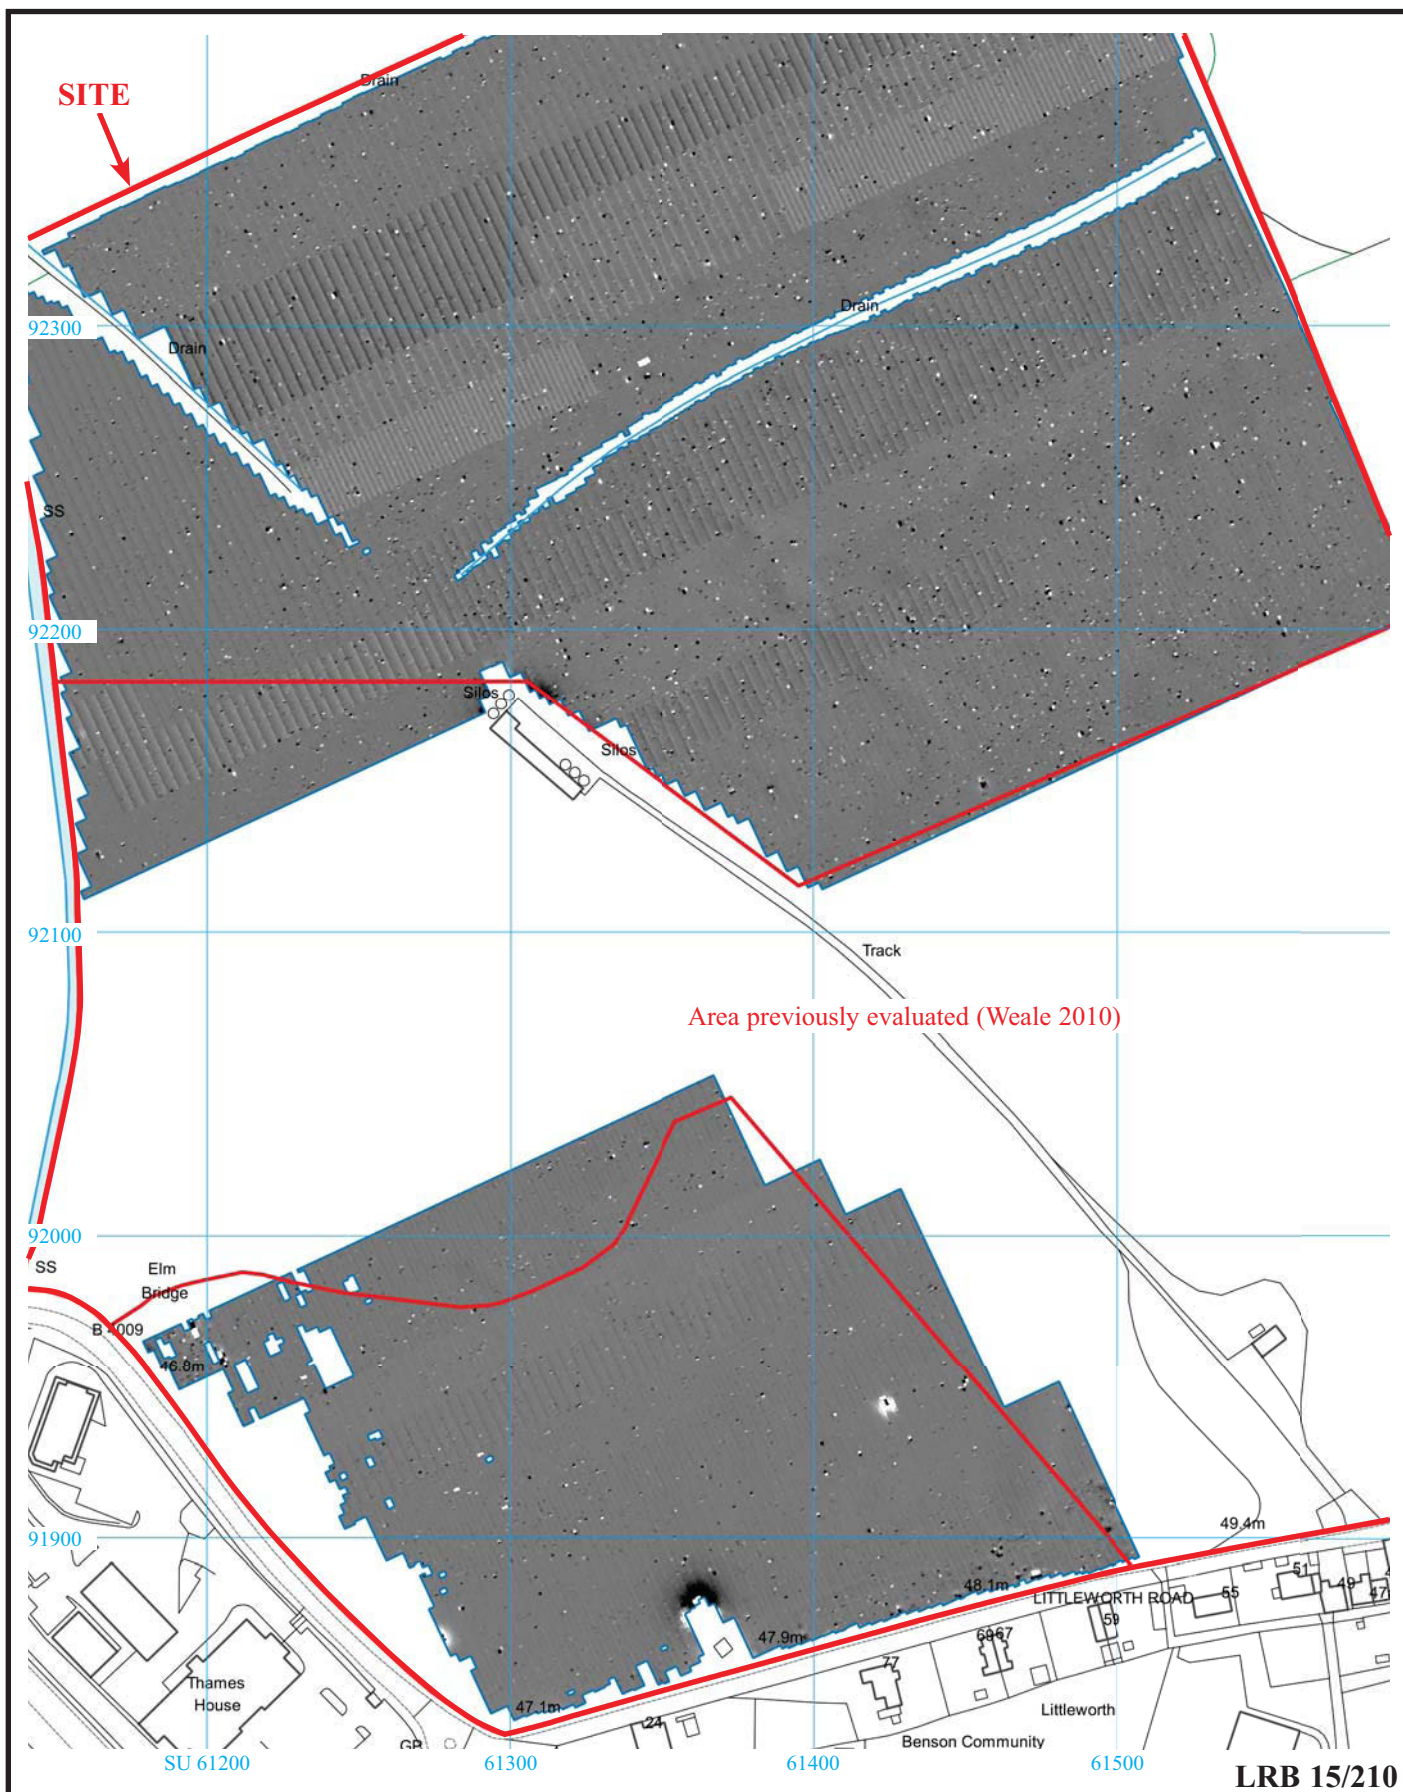 SITE
Drain
92300
Drain
Drain
SS
92200
Silos
Silos
92100
Track
Area previously evaluated (Weale 2010)
92000
SS
Elm
Bridge
B 4009
46.8m
91900
49.4m
48.1m
LITTLEWORTH ROAD
51
49
47
55
59
47.9m
6967
77
Thames
House
47.1m
24
Littleworth
GP
Benson Community
SU 61200
61300
61400
61500
LRB 15/210